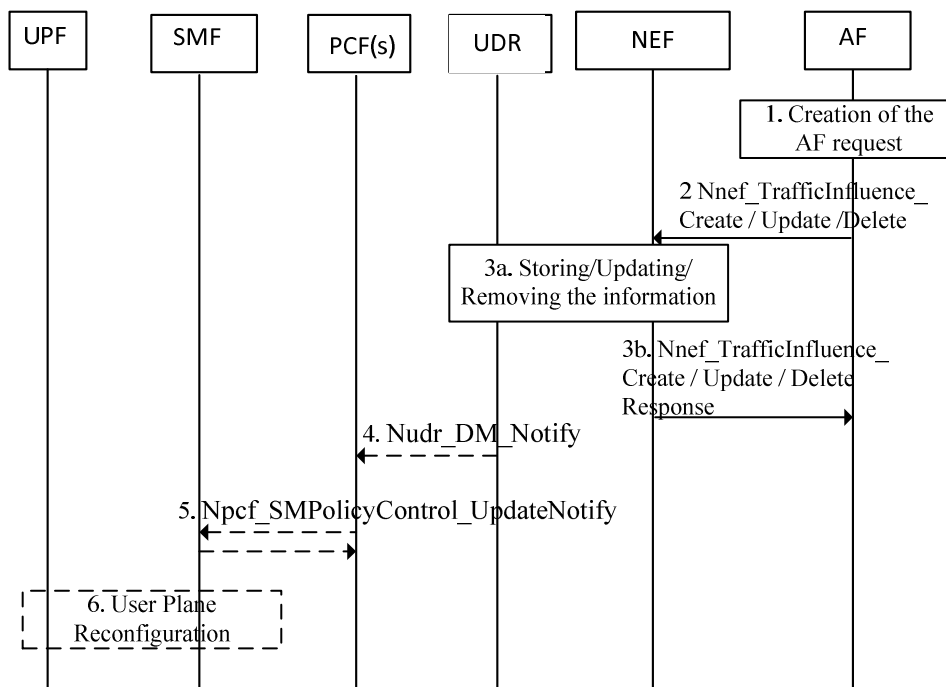 UPF
SMF
PCF(s)
UDR
NEF
AF
1. Creation of the
AF request
2 Nnef_TrafficInfluence_
Create / Update /Delete
3a. Storing/Updating/
Removing the information
3b. Nnef_TrafficInfluence_
Create / Update / Delete
Response
4. Nudr_DM_Notify
5. Npcf_SMPolicyControl_UpdateNotify
6. User Plane
Reconfiguration